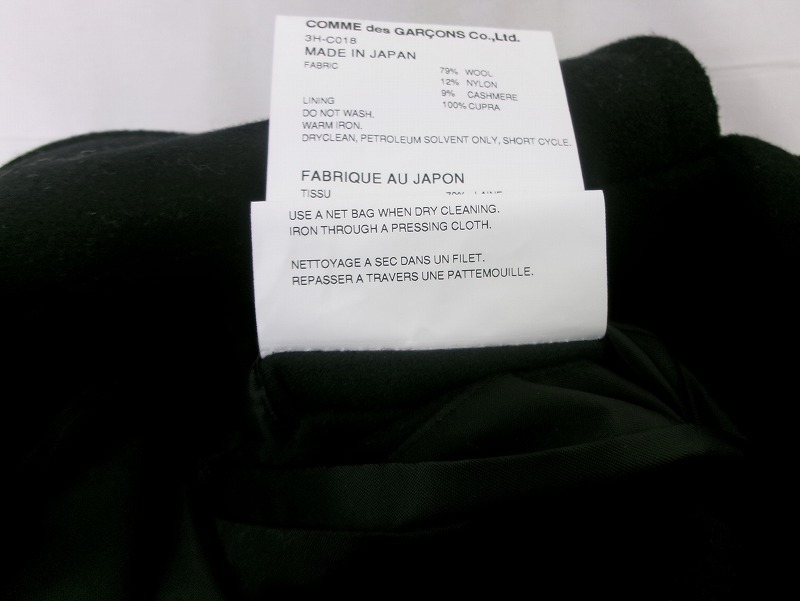 COMME des GARÇONS Co.,Ltd.
3H-C018
MADE IN JAPAN
FABRIC 79% WOOL
12% NYLON
9% CASHMERE
LINING 100% CUPRA
DO NOT WASH.
WARM IRON.
DRYCLEAN, PETROLEUM SOLVENT ONLY, SHORT CYCLE.
FABRIQUE AU JAPON
TISSU
USE A NET BAG WHEN DRY CLEANING.
IRON THROUGH A PRESSING CLOTH.
NETTOYAGE A SEC DANS UN FILET.
REPASSER A TRAVERS UNE PATTEMOUILLE.